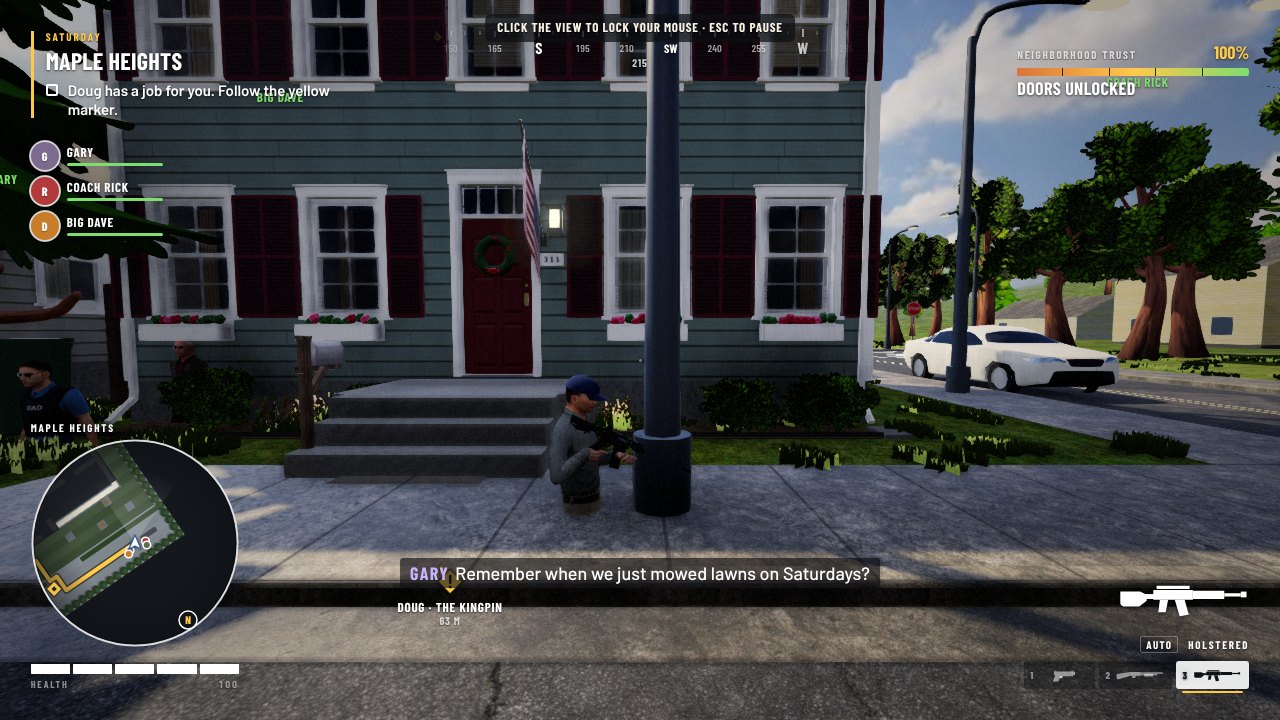 CLICK THE VIEW TO LOCK YOUR MOUSE · ESC TO PAUSE
150 165 S 195 210 SW 240 255 W
215
SATURDAY
MAPLE HEIGHTS
Doug has a job for you. Follow the yellow
marker.
BIG DAVE
NEIGHBORHOOD TRUST 100%
COACH RICK
DOORS UNLOCKED
G GARY
R COACH RICK
D BIG DAVE
ARY
311
DAD
MAPLE HEIGHTS
N
GARY Remember when we just mowed lawns on Saturdays?
DOUG · THE KINGPIN
63 M
AUTO HOLSTERED
1 2 3
HEALTH 100